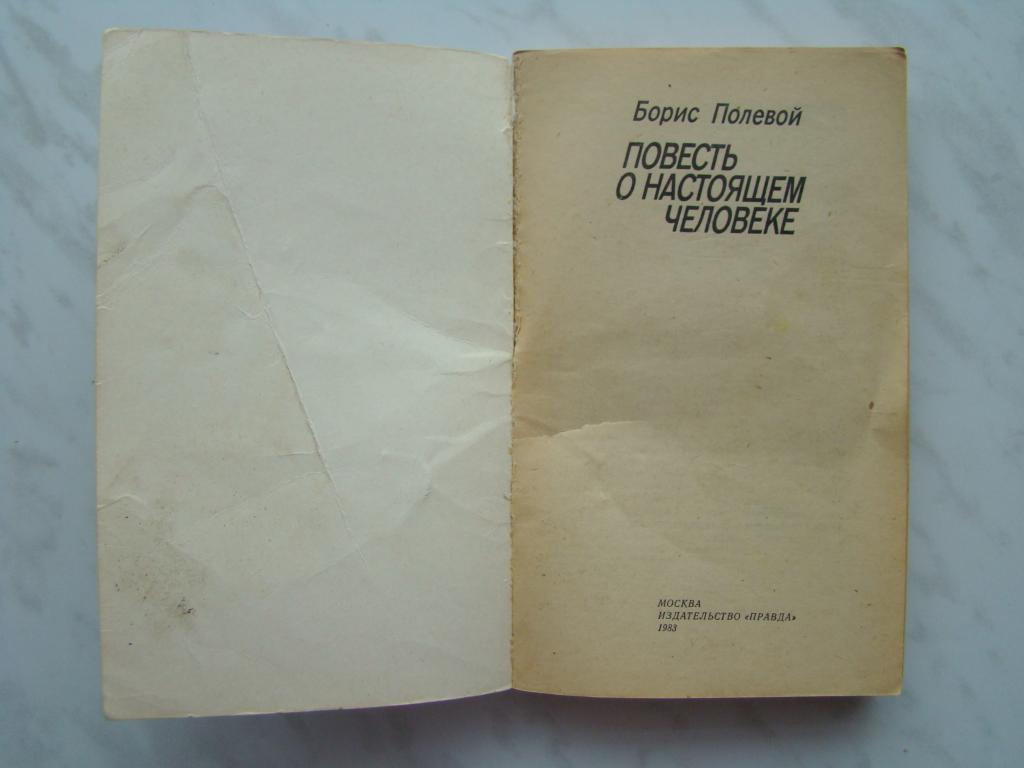 Борис Полевой
ПОВЕСТЬ
О НАСТОЯЩЕМ
ЧЕЛОВЕКЕ
МОСКВА
ИЗДАТЕЛЬСТВО «ПРАВДА»
1983